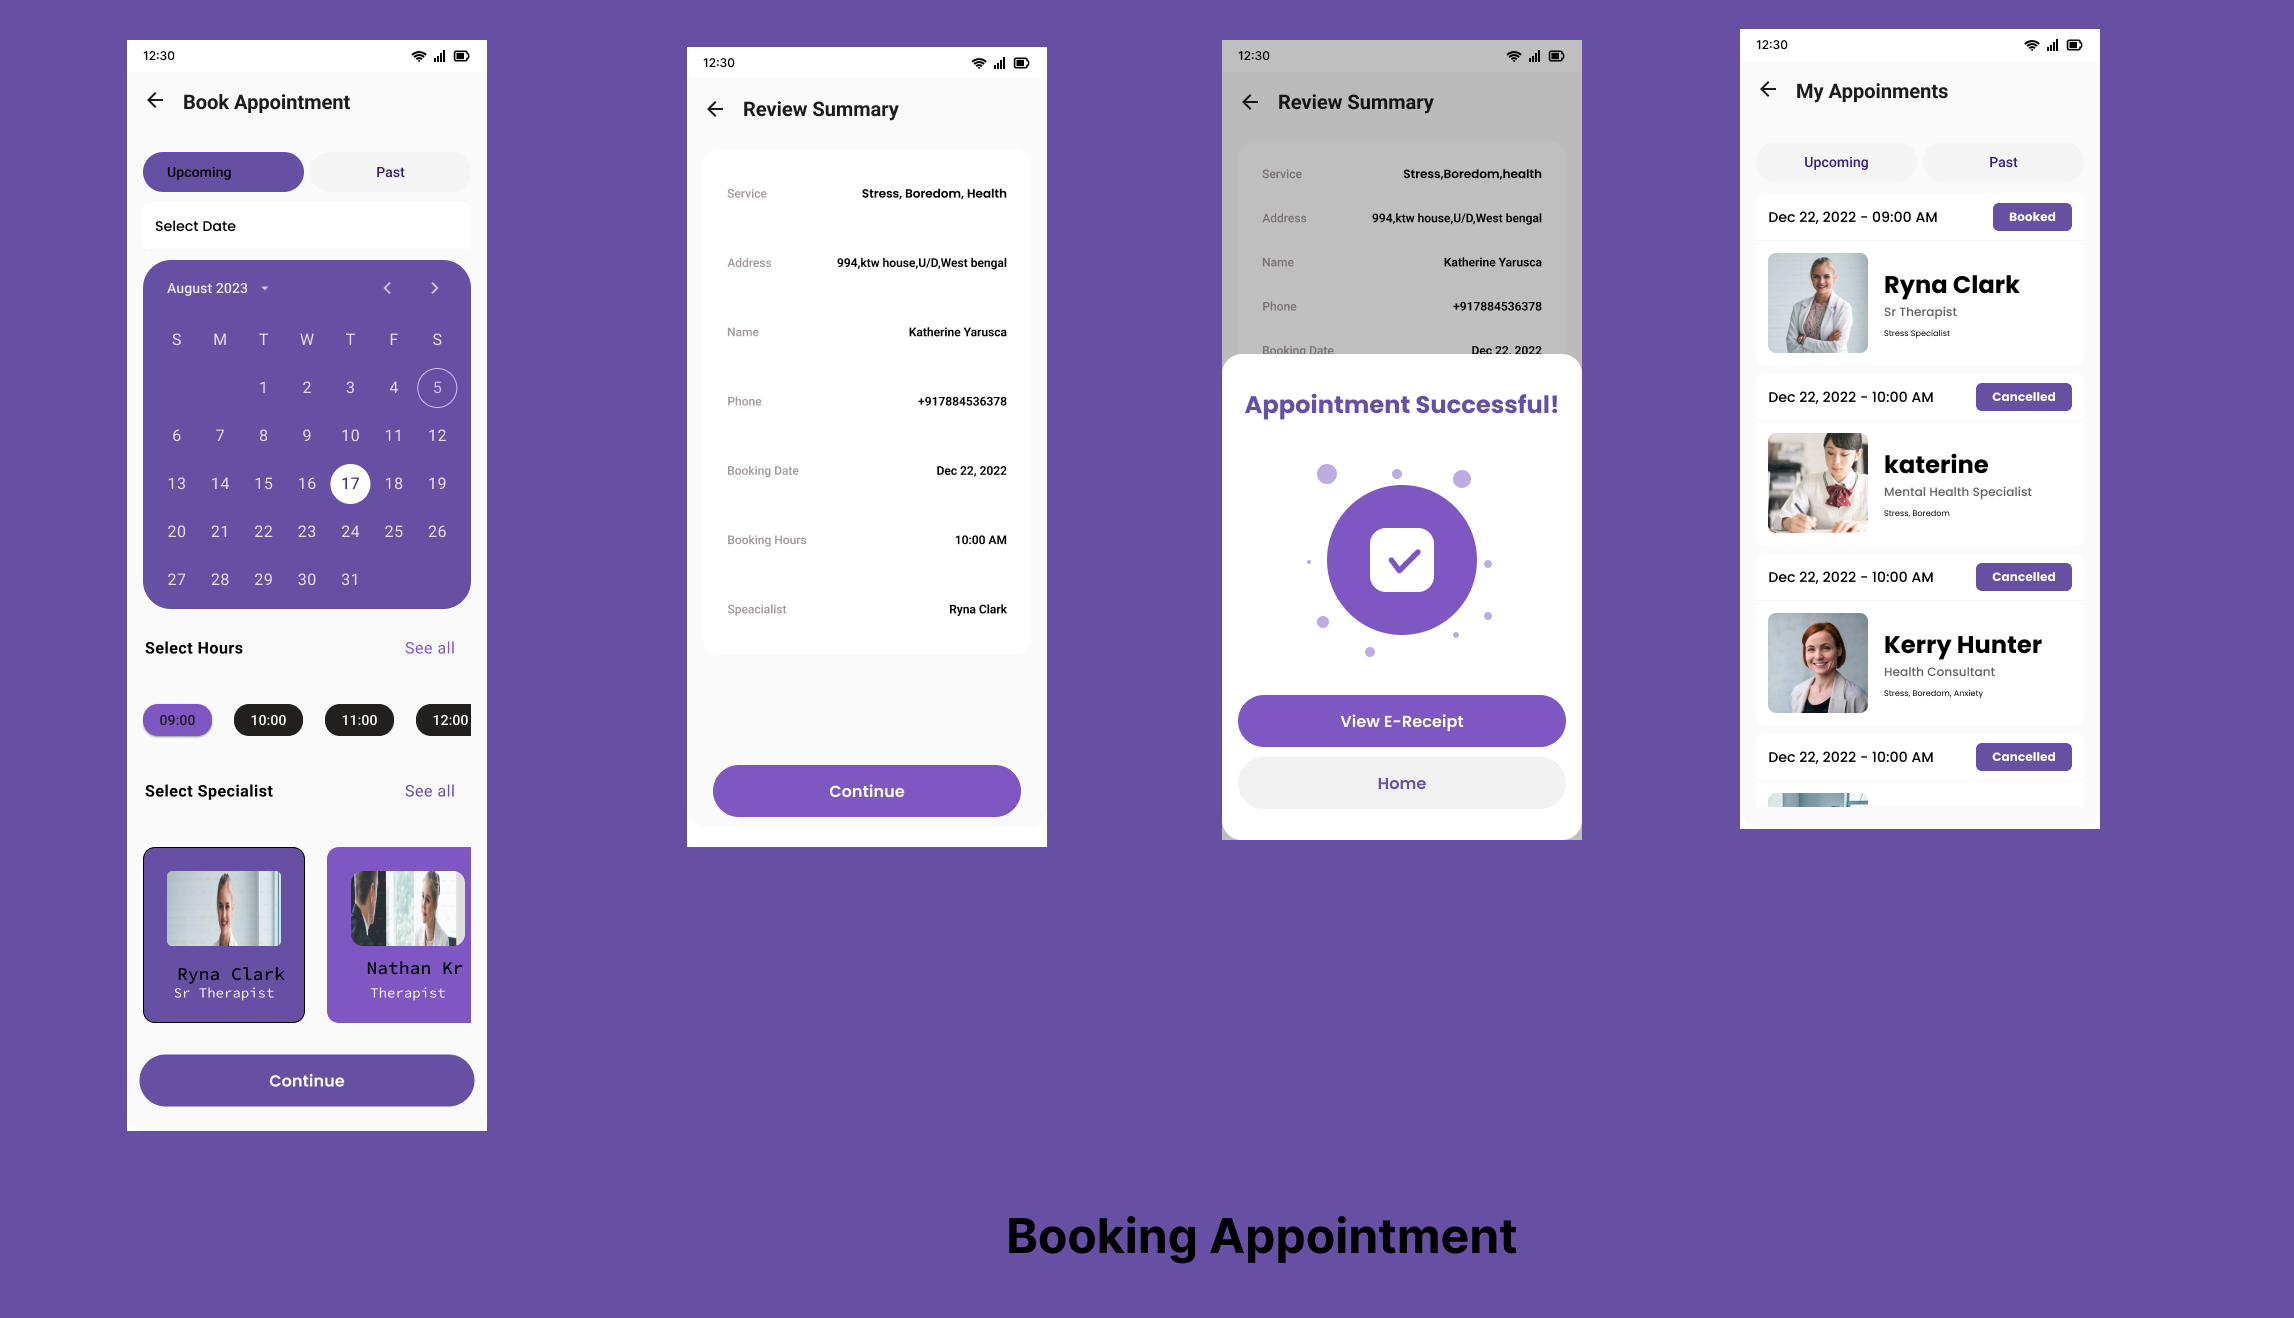 12:30
Book Appointment
Upcoming
Past
Select Date
August 2023
S M T W T F S
1 2 3 4 5
6 7 8 9 10 11 12
13 14 15 16 17 18 19
20 21 22 23 24 25 26
27 28 29 30 31
Select Hours See all
09:00 10:00 11:00 12:00
Select Specialist See all
Ryna Clark
Sr Therapist
Nathan Kr
Therapist
Continue
12:30
Review Summary
Service Stress, Boredom, Health
Address 994,ktw house,U/D,West bengal
Name Katherine Yarusca
Phone +917884536378
Booking Date Dec 22, 2022
Booking Hours 10:00 AM
Speacialist Ryna Clark
Continue
12:30
Review Summary
Service Stress,Boredom,health
Address 994,ktw house,U/D,West bengal
Name Katherine Yarusca
Phone +917884536378
Booking Date Dec 22, 2022
Appointment Successful!
View E-Receipt
Home
12:30
My Appoinments
Upcoming Past
Dec 22, 2022 - 09:00 AM Booked
Ryna Clark
Sr Therapist
Stress Specialist
Dec 22, 2022 - 10:00 AM Cancelled
katerine
Mental Health Specialist
Stress, Boredom
Dec 22, 2022 - 10:00 AM Cancelled
Kerry Hunter
Health Consultant
Stress, Boredom, Anxiety
Dec 22, 2022 - 10:00 AM Cancelled
Booking Appointment